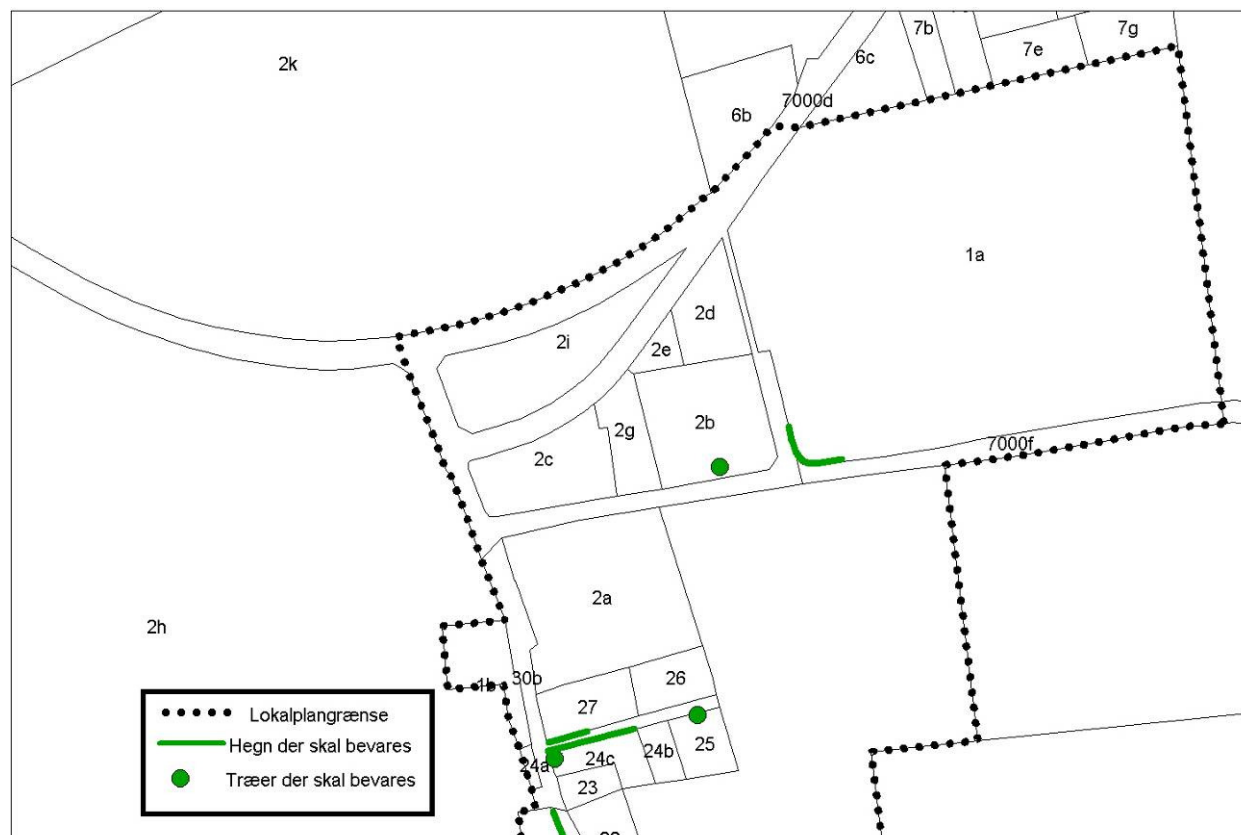 2k
7b
7g
6c
7e
7000d
6b
1a
2d
2i
2e
2b
2g
2c
7000f
2a
2h
26
30b
1b
27
25
24b
24c
24a
23
Lokalplangrænse
Hegn der skal bevares
Træer der skal bevares